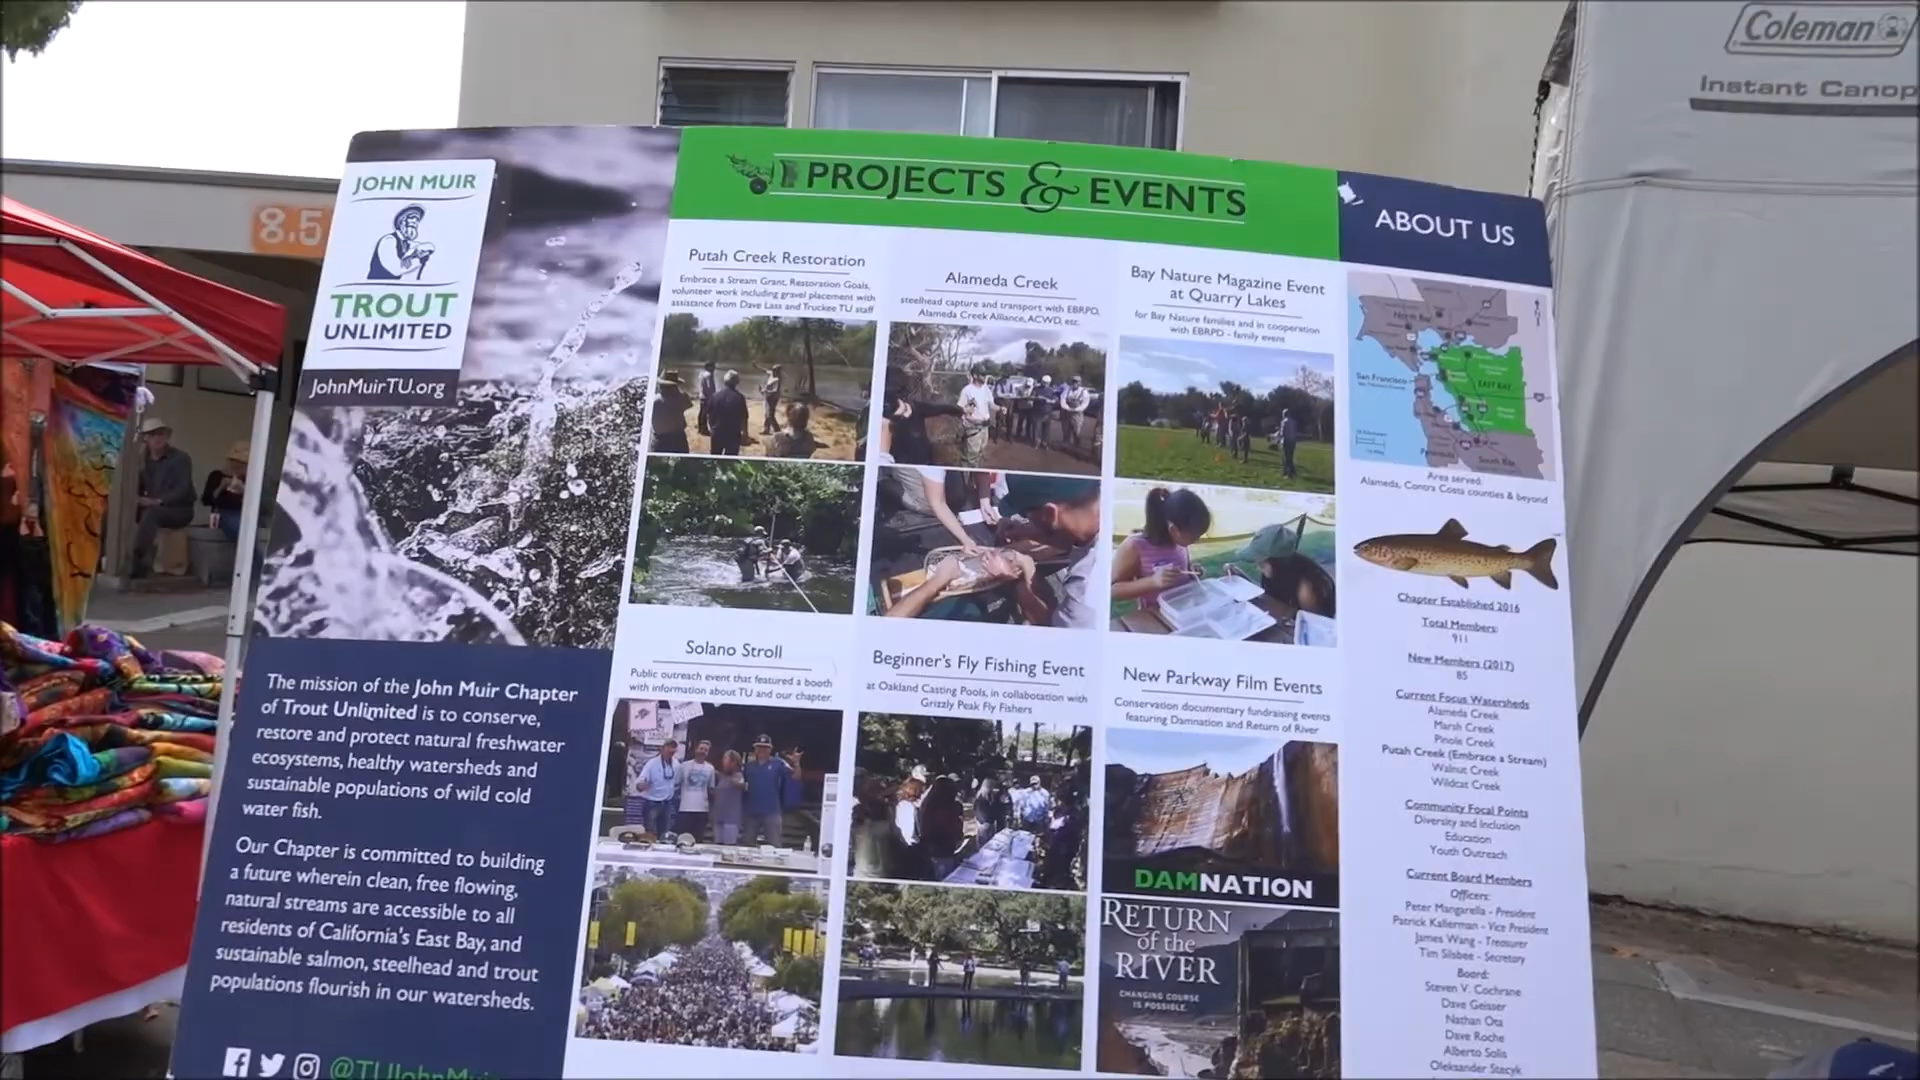 Coleman
Instant Canop
8.5
JOHN MUIR
TROUT
UNLIMITED
JohnMuirTU.org
The mission of the John Muir Chapter
of Trout Unlimited is to conserve,
restore and protect natural freshwater
ecosystems, healthy watersheds and
sustainable populations of wild cold
water fish.
Our Chapter is committed to building
a future wherein clean, free flowing,
natural streams are accessible to all
residents of California's East Bay, and
sustainable salmon, steelhead and trout
populations flourish in our watersheds.
@TUJohnMuir
PROJECTS & EVENTS
Putah Creek Restoration
Embrace a Stream Grant, Restoration Goals,
volunteer work including gravel placement with
assistance from Dave Lass and Truckee TU staff
Alameda Creek
steelhead capture and transport with EBRPD,
Alameda Creek Alliance, ACWD, etc.
Bay Nature Magazine Event
at Quarry Lakes
for Bay Nature families and in cooperation
with EBRPD - family event
Solano Stroll
Public outreach event that featured a booth
with information about TU and our chapter.
Beginner's Fly Fishing Event
at Oakland Casting Pools, in collabotation with
Grizzly Peak Fly Fishers
New Parkway Film Events
Conservation documentary fundraising events
featuring Damnation and Return of River
DAMNATION
RETURN
of the
RIVER
CHANGING COURSE
IS POSSIBLE.
ABOUT US
North Bay
San Francisco
EAST BAY
Peninsula
South Bay
Area served:
Alameda, Contra Costa counties & beyond
Chapter Established 2016
Total Members:
911
New Members (2017)
85
Current Focus Watersheds
Alameda Creek
Marsh Creek
Pinole Creek
Putah Creek (Embrace a Stream)
Walnut Creek
Wildcat Creek
Community Focal Points
Diversity and Inclusion
Education
Youth Outreach
Current Board Members
Officers:
Peter Mangarella - President
Patrick Kallerman - Vice President
James Wang - Treasurer
Tim Silsbee - Secretary
Board:
Steven V. Cochrane
Dave Geisser
Nathan Ota
Dave Roche
Alberto Solis
Oleksander Stecyk